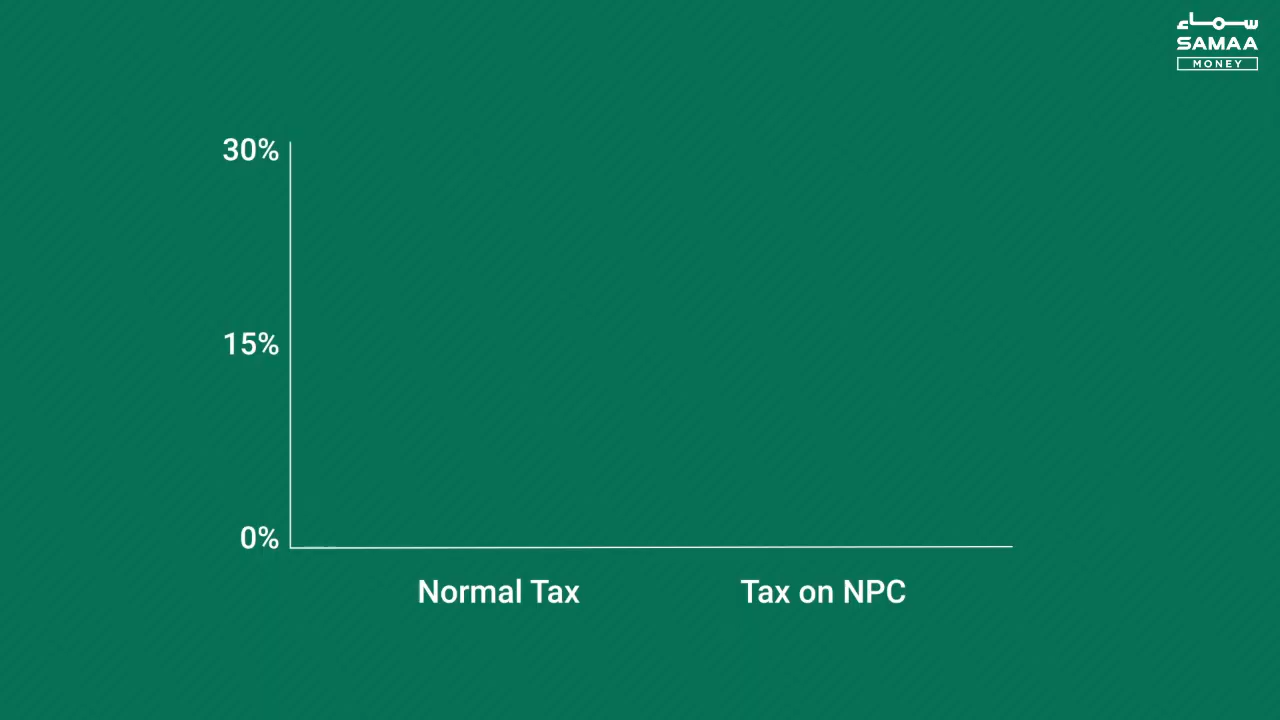 سماء
SAMAA
MONEY
30%
15%
0%
Normal Tax
Tax on NPC